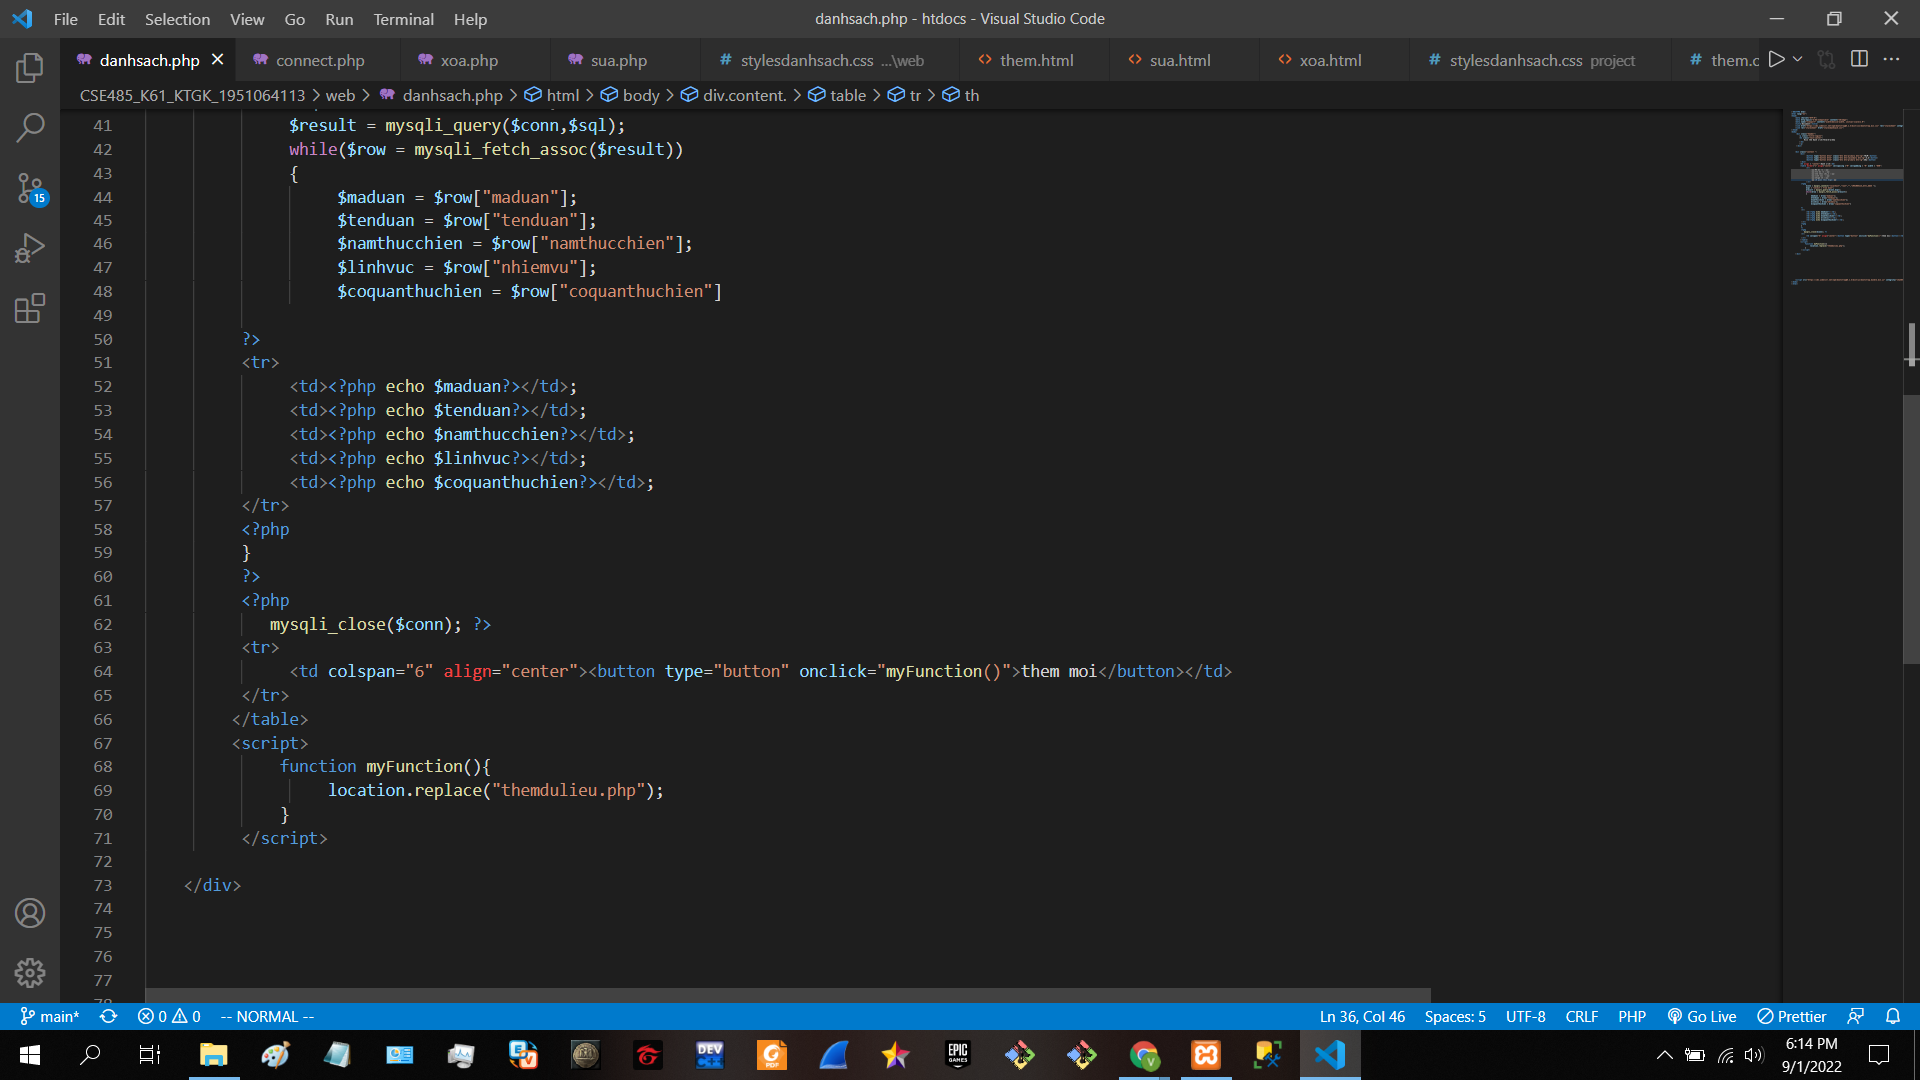 File Edit Selection View Go Run Terminal Help
danhsach.php - htdocs - Visual Studio Code
danhsach.php connect.php xoa.php sua.php stylesdanhsach.css ...\web them.html sua.html xoa.html stylesdanhsach.css project them.c
CSE485_K61_KTGK_1951064113 > web > danhsach.php > html > body > div.content. > table > tr > th
41 $result = mysqli_query($conn,$sql);
42 while($row = mysqli_fetch_assoc($result))
43 {
44 $maduan = $row["maduan"];
45 $tenduan = $row["tenduan"];
46 $namthucchien = $row["namthucchien"];
47 $linhvuc = $row["nhiemvu"];
48 $coquanthuchien = $row["coquanthuchien"]
49
50 ?>
51 <tr>
52 <td><?php echo $maduan?></td>;
53 <td><?php echo $tenduan?></td>;
54 <td><?php echo $namthucchien?></td>;
55 <td><?php echo $linhvuc?></td>;
56 <td><?php echo $coquanthuchien?></td>;
57 </tr>
58 <?php
59 }
60 ?>
61 <?php
62 mysqli_close($conn); ?>
63 <tr>
64 <td colspan="6" align="center"><button type="button" onclick="myFunction()">them moi</button></td>
65 </tr>
66 </table>
67 <script>
68 function myFunction(){
69 location.replace("themdulieu.php");
70 }
71 </script>
72
73 </div>
74
75
76
77
78
15
main* 0 0 -- NORMAL -- Ln 36, Col 46 Spaces: 5 UTF-8 CRLF PHP Go Live Prettier
DEV C++
PDF
EPIC GAMES
V
6:14 PM
9/1/2022